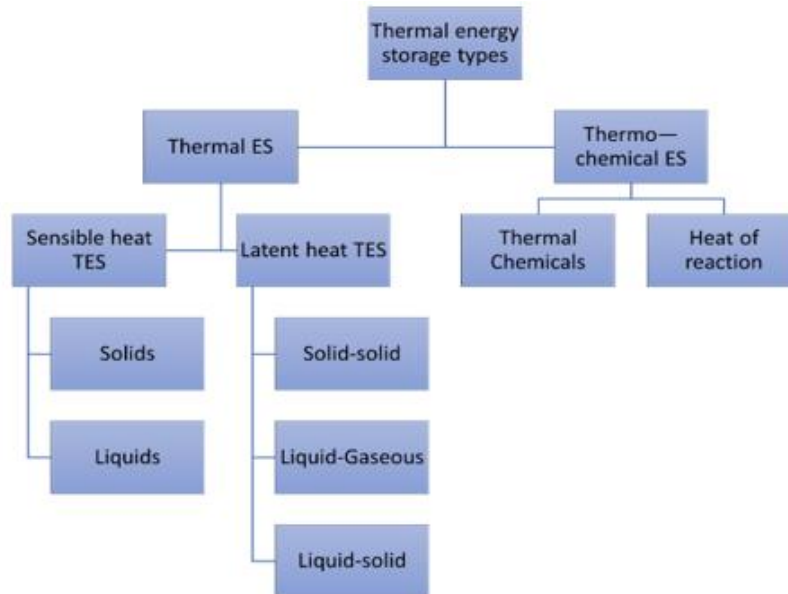 Thermal energy
storage types
Thermal ES
Thermo—
chemical ES
Sensible heat
TES
Latent heat TES
Thermal
Chemicals
Heat of
reaction
Solids
Solid-solid
Liquids
Liquid-Gaseous
Liquid-solid